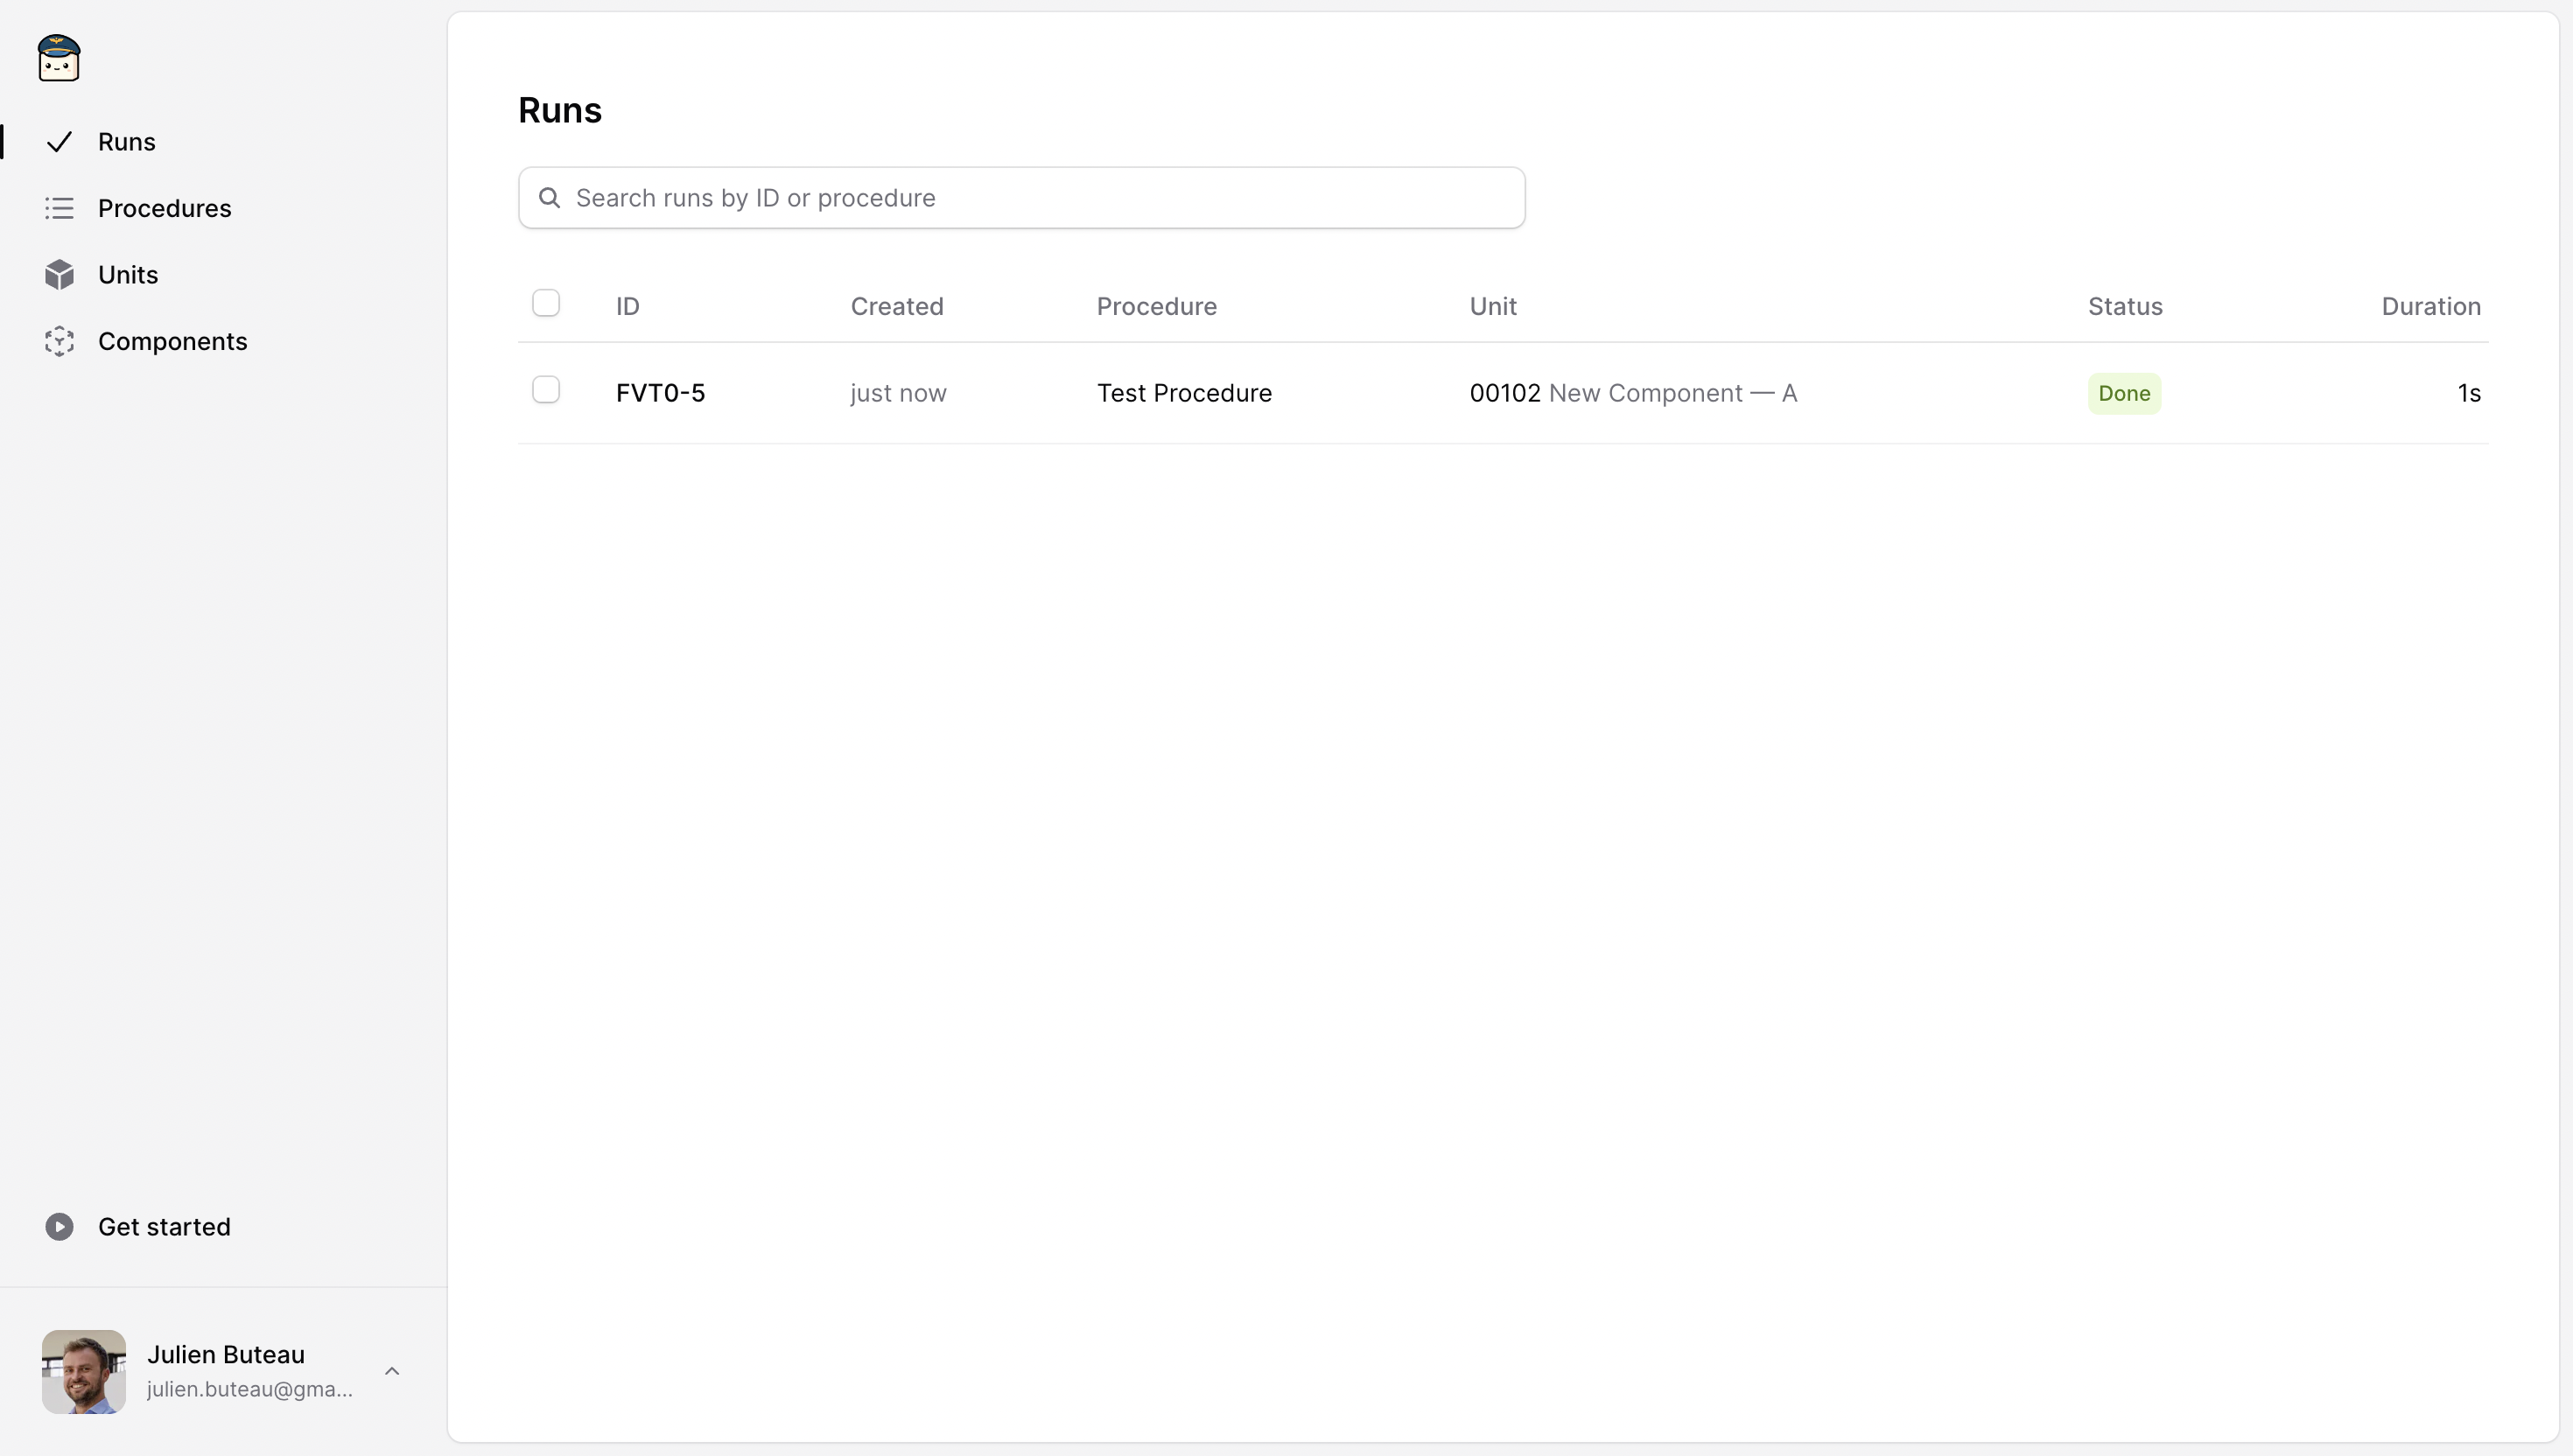 Runs
Procedures
Units
Components
Get started
Julien Buteau
julien.buteau@gma...
Runs
Search runs by ID or procedure
ID Created Procedure Unit Status Duration
FVT0-5 just now Test Procedure 00102 New Component — A Done 1s